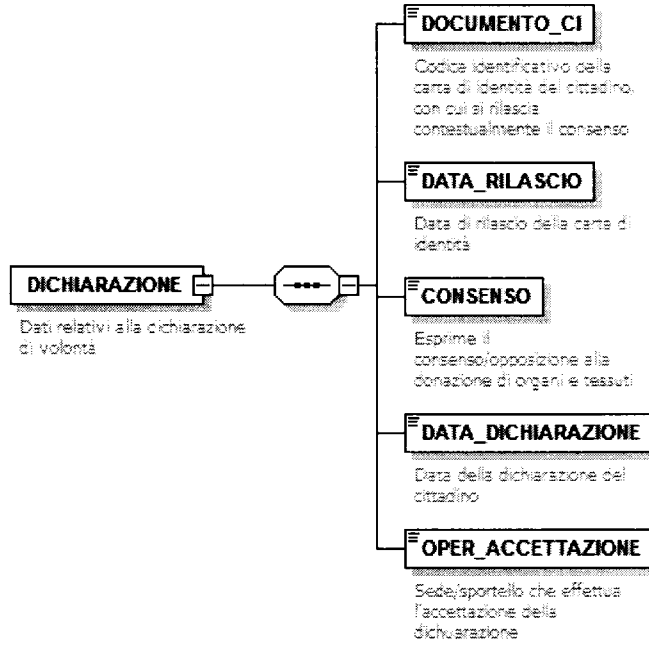 DOCUMENTO_CI
Codice identificativo della
carta di identità del cittadino,
con cui si rilascia
contestualmente il consenso
DATA_RILASCIO
Data di rilascio della carta di
identità
DICHIARAZIONE
Dati relativi alla dichiarazione
di volontà
CONSENSO
Esprime il
consenso/opposizione alla
donazione di organi e tessuti
DATA_DICHIARAZIONE
Data della dichiarazione del
cittadino
OPER_ACCETTAZIONE
Sede/sportello che effettua
l'accettazione della
dichuarazione